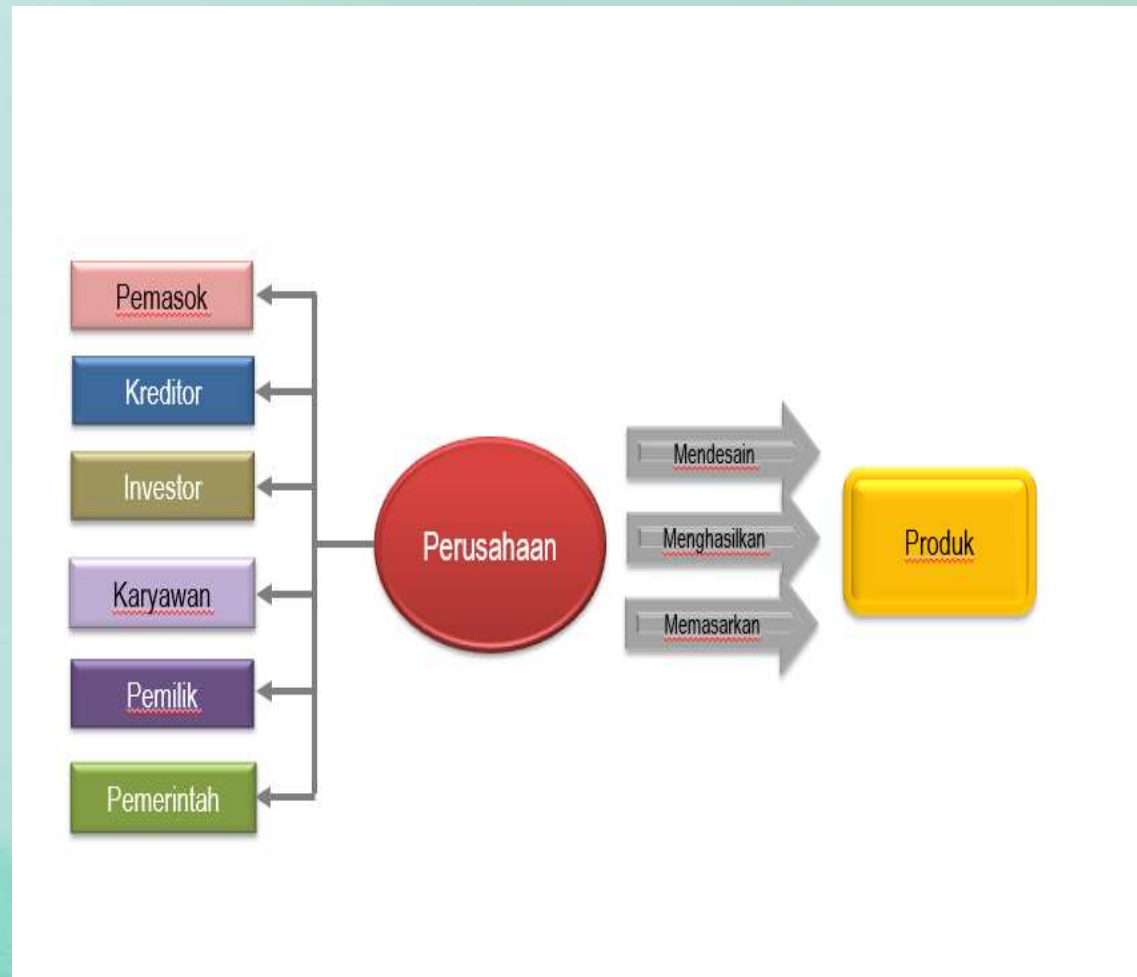 Pemasok
Kreditor
Investor
Karyawan
Pemilik
Pemerintah
Perusahaan
Mendesain
Menghasilkan
Memasarkan
Produk